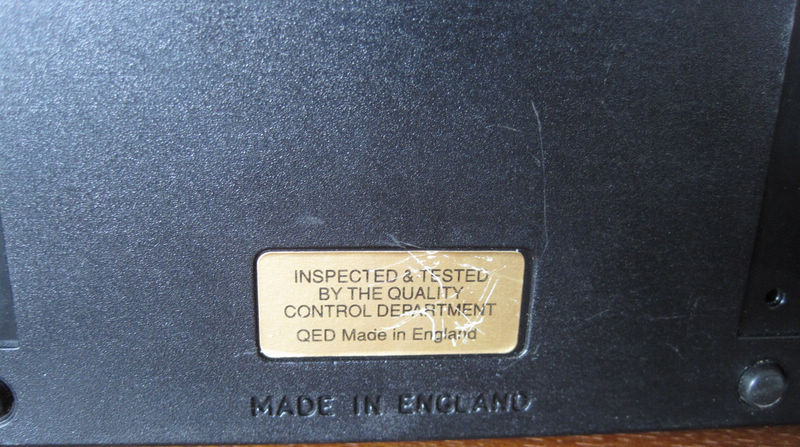 INSPECTED & TESTED
BY THE QUALITY
CONTROL DEPARTMENT
QED Made in England
MADE IN ENGLAND